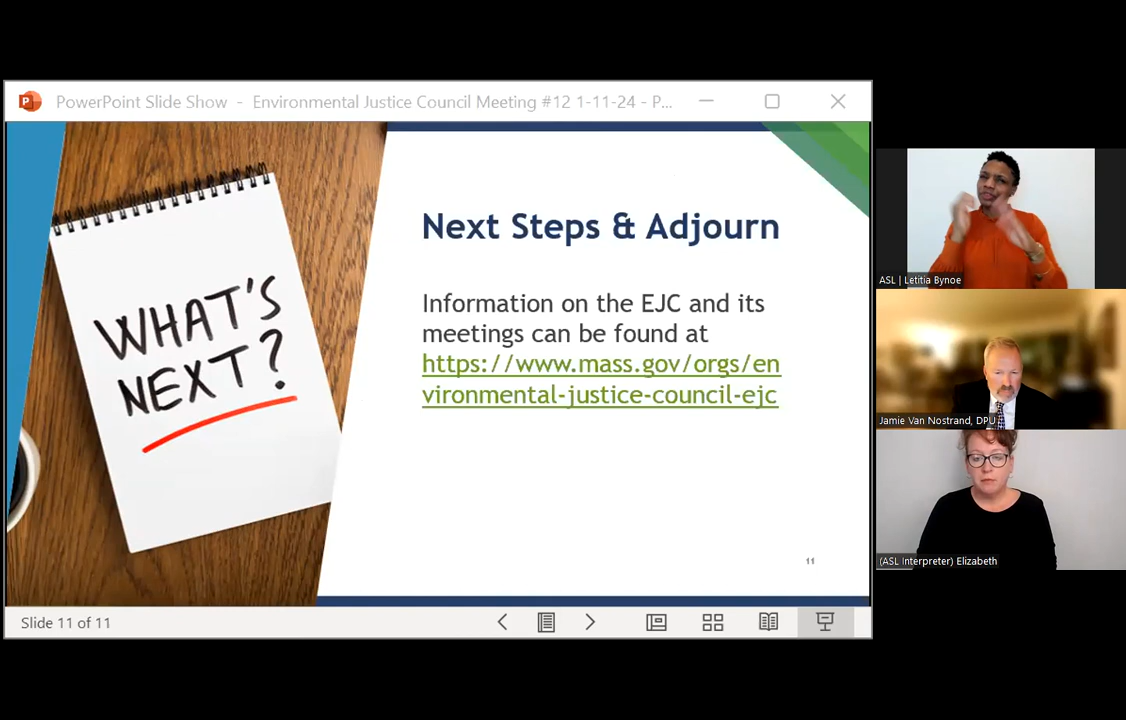 PowerPoint Slide Show - Environmental Justice Council Meeting #12 1-11-24 - P...
WHAT'S
NEXT?
Next Steps & Adjourn
Information on the EJC and its
meetings can be found at
https://www.mass.gov/orgs/en
vironmental-justice-council-ejc
11
Slide 11 of 11
ASL | Letitia Bynoe
Jamie Van Nostrand, DPU
(ASL Interpreter) Elizabeth